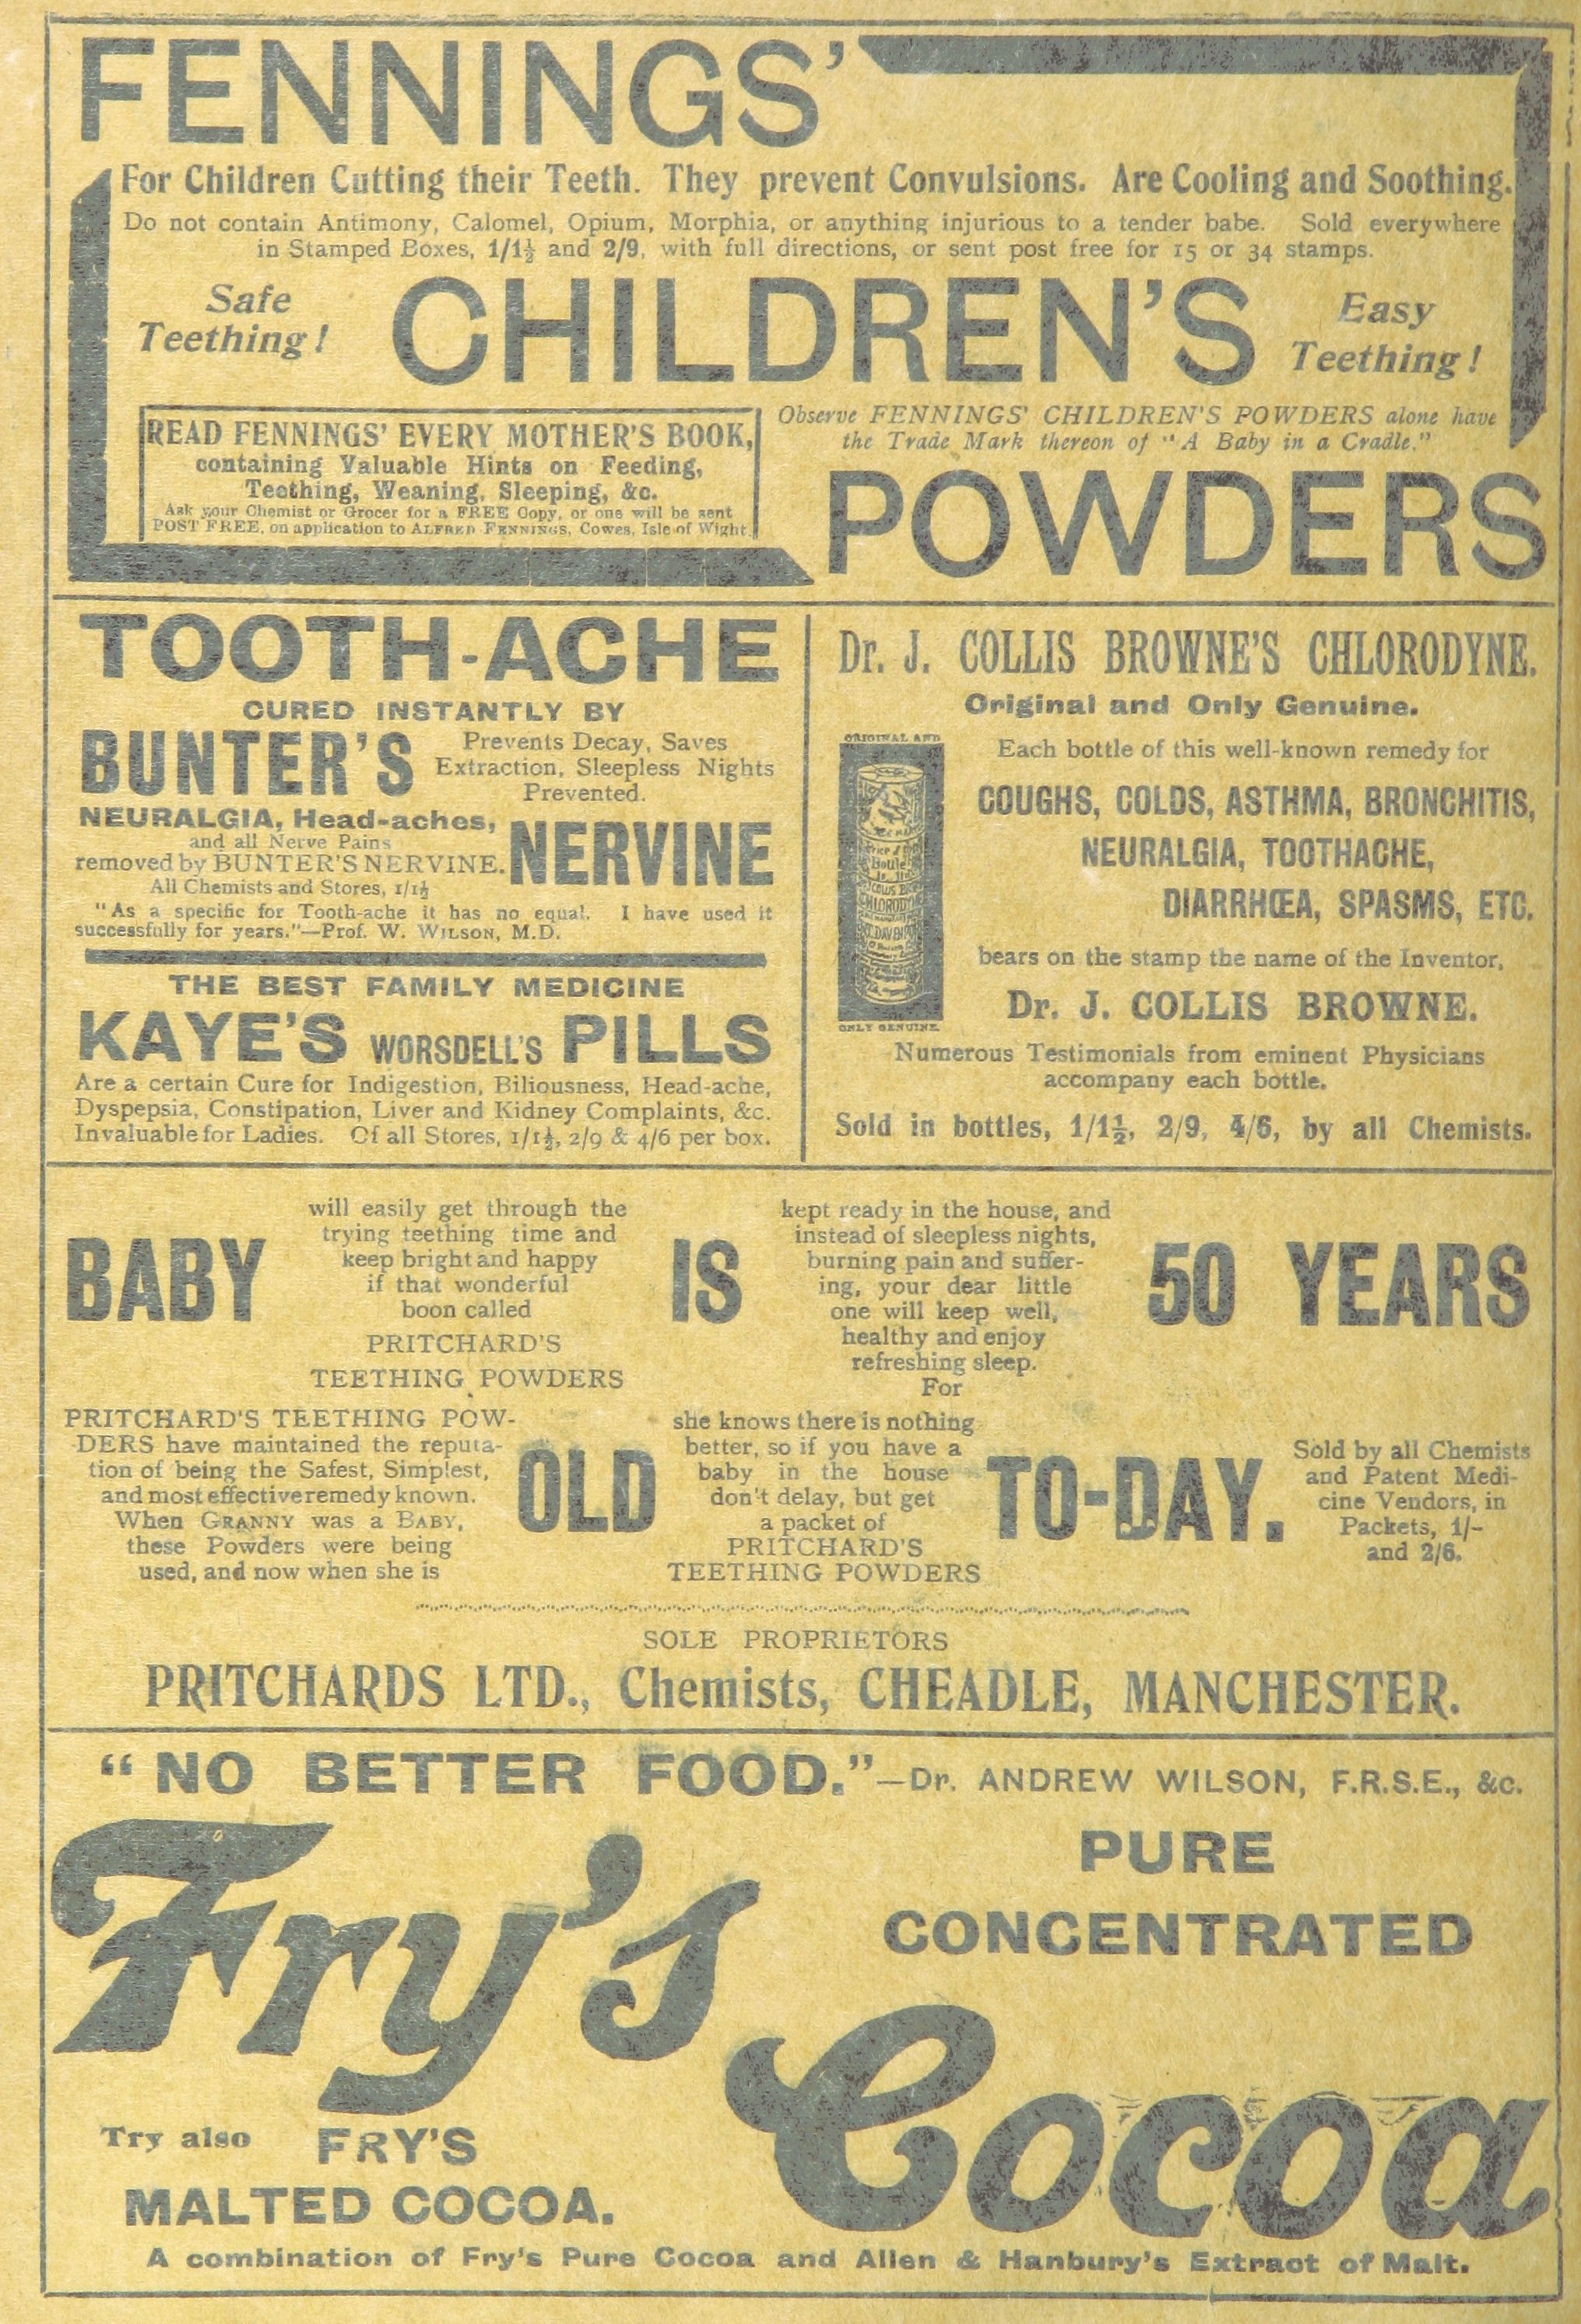 FENNINGS'
For Children Cutting their Teeth. They prevent Convulsions. Are Cooling and Soothing.
Do not contain Antimony, Calomel, Opium, Morphia, or anything injurious to a tender babe. Sold everywhere
in Stamped Boxes, 1/1½ and 2/9, with full directions, or sent post free for 15 or 34 stamps.
Safe
Teething!
CHILDREN'S
Easy
Teething!
READ FENNINGS' EVERY MOTHER'S BOOK,
containing Valuable Hints on Feeding,
Teething, Weaning, Sleeping, &c.
Ask your Chemist or Grocer for a FREE Copy, or one will be sent
POST FREE, on application to ALFRED FENNINGS, Cowes, Isle of Wight.
Observe FENNINGS' CHILDREN'S POWDERS alone have
the Trade Mark thereon of "A Baby in a Cradle."
POWDERS
TOOTH-ACHE
CURED INSTANTLY BY
BUNTER'S
Prevents Decay, Saves
Extraction, Sleepless Nights
Prevented.
NEURALGIA, Head-aches,
and all Nerve Pains
removed by BUNTER'S NERVINE.
All Chemists and Stores, 1/1½
NERVINE
"As a specific for Tooth-ache it has no equal. I have used it
successfully for years."—Prof. W. WILSON, M.D.
THE BEST FAMILY MEDICINE
KAYE'S WORSDELL'S PILLS
Are a certain Cure for Indigestion, Biliousness, Head-ache,
Dyspepsia, Constipation, Liver and Kidney Complaints, &c.
Invaluable for Ladies. Of all Stores, 1/1½, 2/9 & 4/6 per box.
Dr. J. COLLIS BROWNE'S CHLORODYNE.
Original and Only Genuine.
ORIGINAL AND
CHLORODYNE
ONLY GENUINE.
Each bottle of this well-known remedy for
COUGHS, COLDS, ASTHMA, BRONCHITIS,
NEURALGIA, TOOTHACHE,
DIARRHŒA, SPASMS, ETC.
bears on the stamp the name of the Inventor,
Dr. J. COLLIS BROWNE.
Numerous Testimonials from eminent Physicians
accompany each bottle.
Sold in bottles, 1/1½, 2/9, 4/6, by all Chemists.
BABY
will easily get through the
trying teething time and
keep bright and happy
if that wonderful
boon called
PRITCHARD'S
TEETHING POWDERS
IS
kept ready in the house, and
instead of sleepless nights,
burning pain and suffer-
ing, your dear little
one will keep well,
healthy and enjoy
refreshing sleep.
For
50 YEARS
PRITCHARD'S TEETHING POW-
DERS have maintained the reputa-
tion of being the Safest, Simplest,
and most effective remedy known.
When GRANNY was a BABY,
these Powders were being
used, and now when she is
OLD
she knows there is nothing
better, so if you have a
baby in the house
don't delay, but get
a packet of
PRITCHARD'S
TEETHING POWDERS
TO-DAY.
Sold by all Chemists
and Patent Medi-
cine Vendors, in
Packets, 1/-
and 2/6.
SOLE PROPRIETORS
PRITCHARDS LTD., Chemists, CHEADLE, MANCHESTER.
"NO BETTER FOOD."—Dr. ANDREW WILSON, F.R.S.E., &c.
Fry's
PURE
CONCENTRATED
Cocoa
Try also FRY'S
MALTED COCOA.
A combination of Fry's Pure Cocoa and Allen & Hanbury's Extract of Malt.